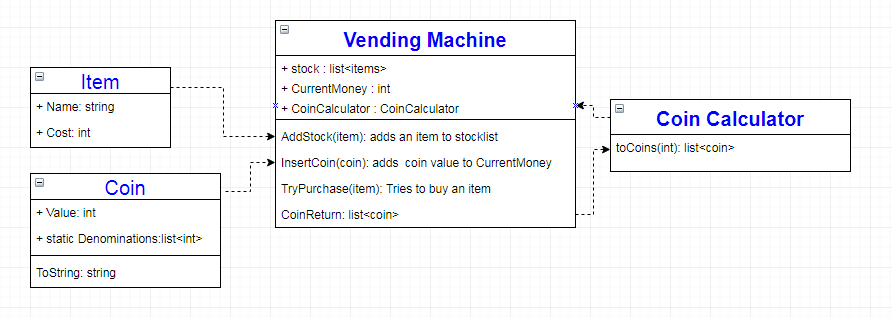 Vending Machine
+ stock : list<items>
+ CurrentMoney : int
+ CoinCalculator : CoinCalculator
AddStock(item): adds an item to stocklist
InsertCoin(coin): adds  coin value to CurrentMoney
TryPurchase(item): Tries to buy an item
CoinReturn: list<coin>
Item
+ Name: string
+ Cost: int
Coin
+ Value: int
+ static Denominations:list<int>
ToString: string
Coin Calculator
toCoins(int): list<coin>